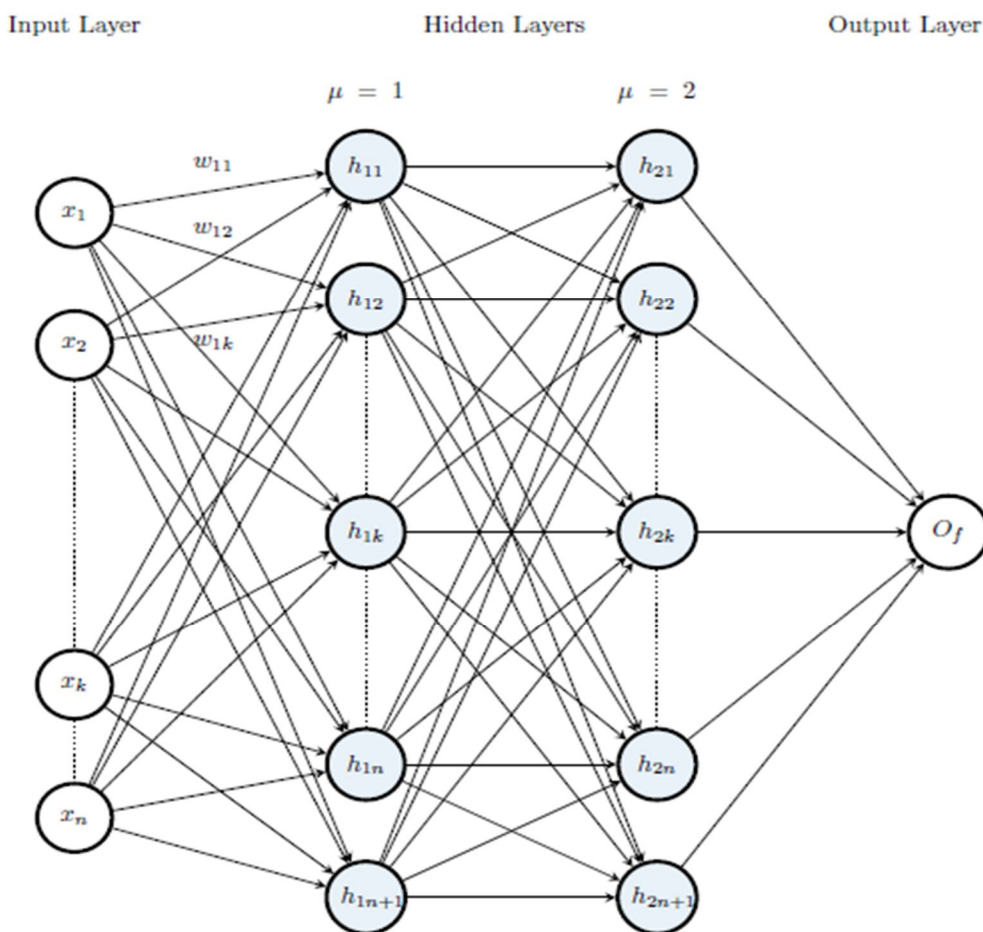 Input Layer Hidden Layers Output Layer
μ = 1 μ = 2
w₁₁
h₁₁ h₂₁
x₁
w₁₂
h₁₂ h₂₂
x₂
w₁ₖ
h₁ₖ h₂ₖ
O_f
xₖ
h₁ₙ h₂ₙ
xₙ
h₁ₙ₊₁ h₂ₙ₊₁